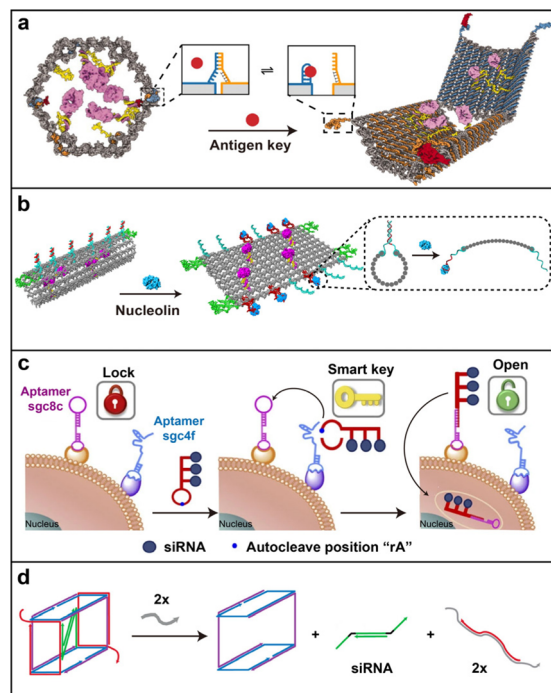 a
Antigen key
b
Nucleolin
c
Lock
Aptamer
sgc8c
Aptamer
sgc4f
Smart key
Open
Nucleus
Nucleus
Nucleus
siRNA
Autocleave position "rA"
d
2x
+
siRNA
+
2x